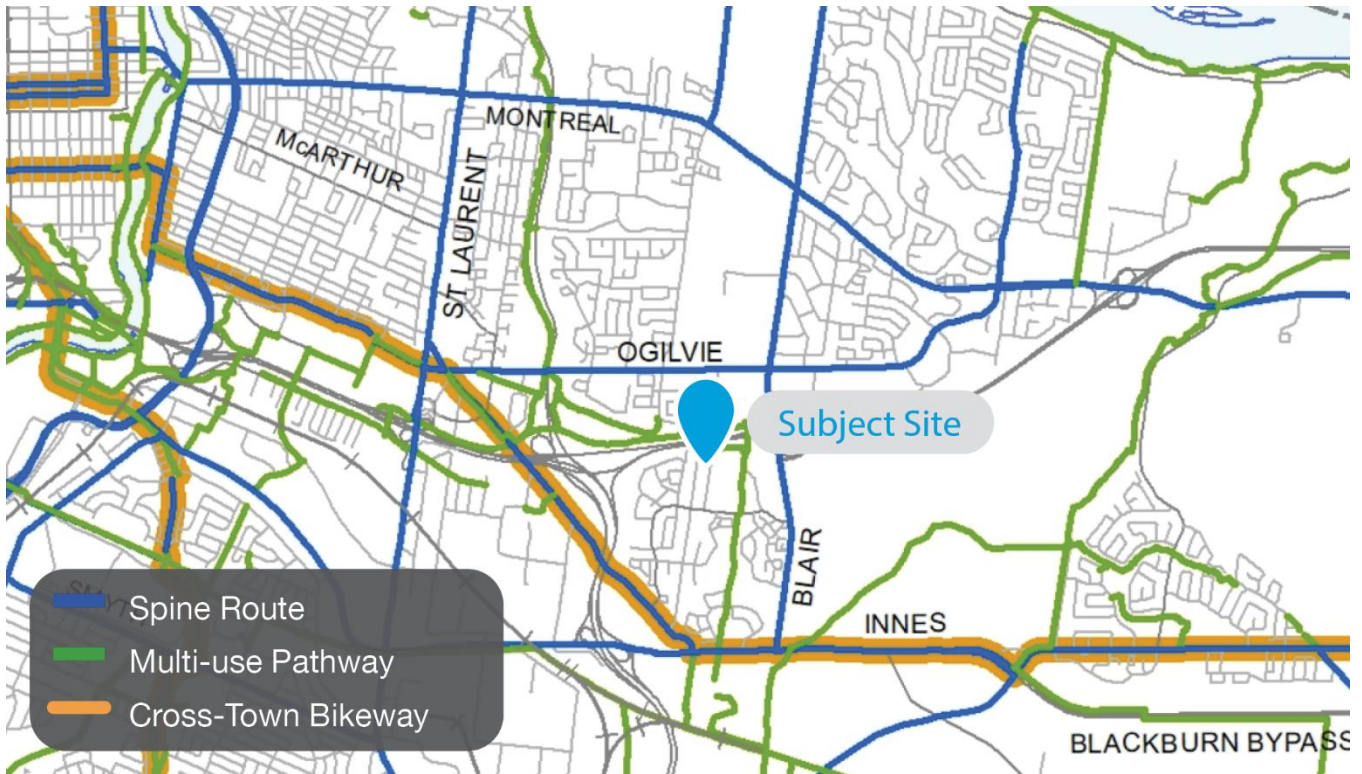 MONTREAL
McARTHUR
ST LAURENT
OGILVIE
Subject Site
BLAIR
INNES
Spine Route
Multi-use Pathway
Cross-Town Bikeway
BLACKBURN BYPASS